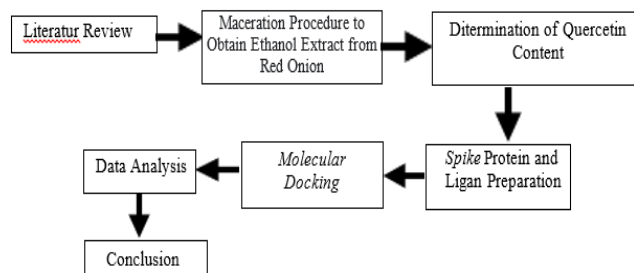 Literatur Review
Maceration Procedure to
Obtain Ethanol Extract from
Red Onion
Ditermination of Quercetin
Content
Spike Protein and
Ligan Preparation
Molecular
Docking
Data Analysis
Conclusion